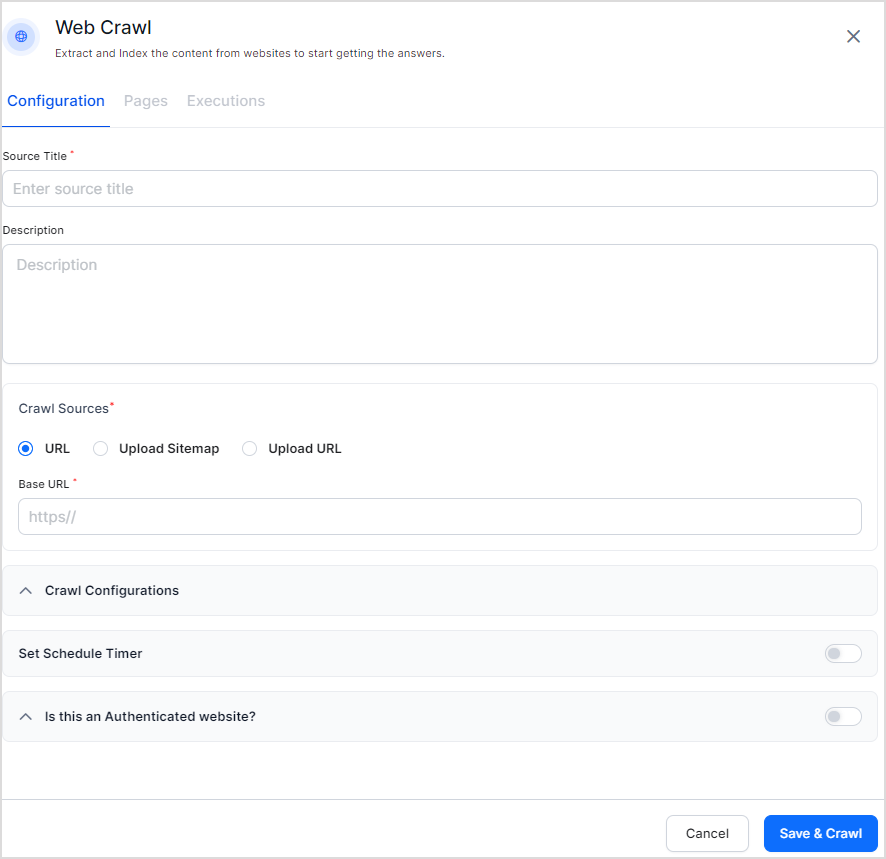 Web Crawl
Extract and Index the content from websites to start getting the answers.
Configuration Pages Executions
Source Title *
Enter source title
Description
Description
Crawl Sources*
URL Upload Sitemap Upload URL
Base URL *
https//
Crawl Configurations
Set Schedule Timer
Is this an Authenticated website?
Cancel Save & Crawl